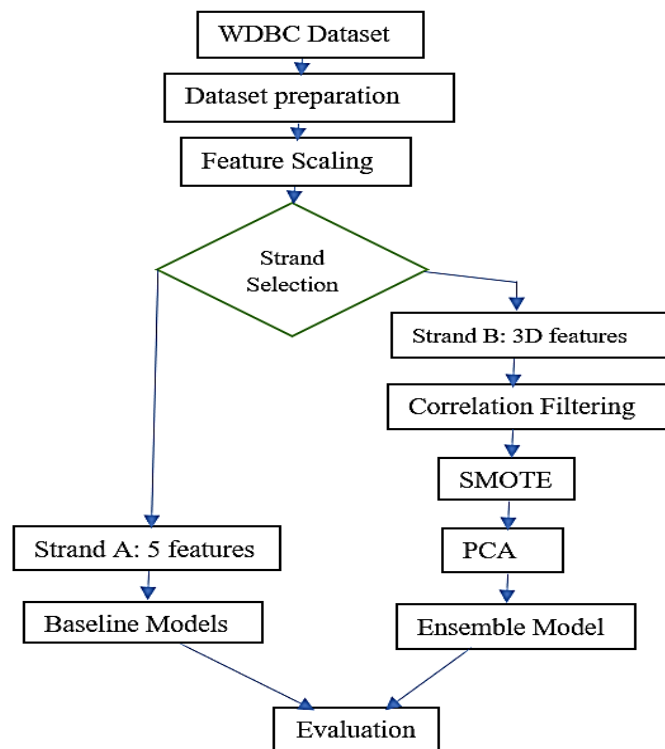 WDBC Dataset
Dataset preparation
Feature Scaling
Strand
Selection
Strand B: 3D features
Correlation Filtering
SMOTE
PCA
Ensemble Model
Strand A: 5 features
Baseline Models
Evaluation